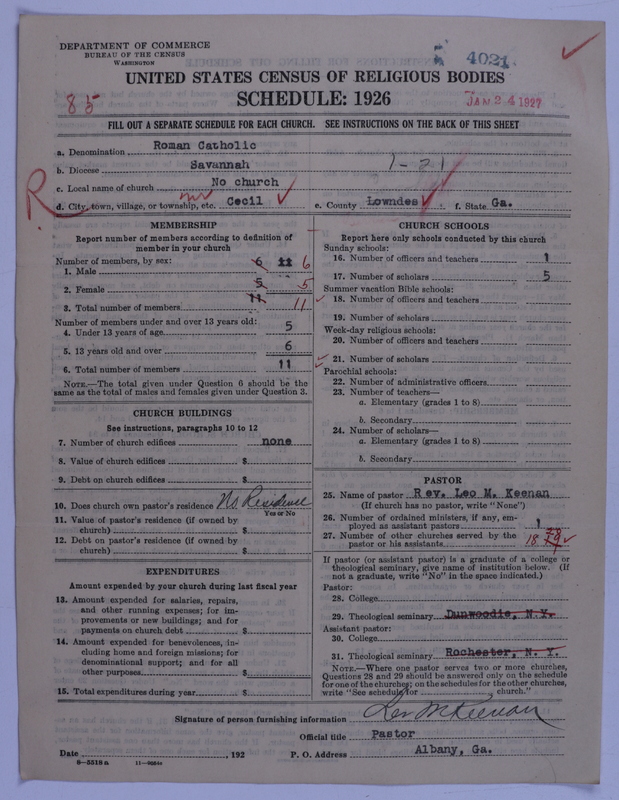 DEPARTMENT OF COMMERCE
BUREAU OF THE CENSUS
WASHINGTON
4021
UNITED STATES CENSUS OF RELIGIOUS BODIES
85
SCHEDULE: 1926
JAN 24 1927
FILL OUT A SEPARATE SCHEDULE FOR EACH CHURCH. SEE INSTRUCTIONS ON THE BACK OF THIS SHEET
a. Denomination Roman Catholic
b. Diocese Savannah 1-21
c. Local name of church No church
R
d. City, town, village, or township, etc. Cecil e. County Lowndes f. State Ga.
MEMBERSHIP
Report number of members according to definition of
member in your church
Number of members, by sex:
1. Male 6 11 6
2. Female 5 5
3. Total number of members 11 11
Number of members under and over 13 years old:
4. Under 13 years of age 5
5. 13 years old and over 6
6. Total number of members 11
NOTE.—The total given under Question 6 should be the
same as the total of males and females given under Question 3.
CHURCH BUILDINGS
See instructions, paragraphs 10 to 12
7. Number of church edifices none
8. Value of church edifices $
9. Debt on church edifices $
10. Does church own pastor's residence No Residence
Yes or No
11. Value of pastor's residence (if owned by
church) $
12. Debt on pastor's residence (if owned by
church) $
EXPENDITURES
Amount expended by your church during last fiscal year
13. Amount expended for salaries, repairs,
and other running expenses; for im-
provements or new buildings; and for
payments on church debt $
14. Amount expended for benevolences, in-
cluding home and foreign missions; for
denominational support; and for all
other purposes $
15. Total expenditures during year $
CHURCH SCHOOLS
Report here only schools conducted by this church
Sunday schools:
16. Number of officers and teachers 1
17. Number of scholars 5
Summer vacation Bible schools:
18. Number of officers and teachers
19. Number of scholars
Week-day religious schools:
20. Number of officers and teachers
21. Number of scholars
Parochial schools:
22. Number of administrative officers
23. Number of teachers—
a. Elementary (grades 1 to 8)
b. Secondary
24. Number of scholars—
a. Elementary (grades 1 to 8)
b. Secondary
PASTOR
25. Name of pastor Rev. Leo M. Keenan
(If church has no pastor, write "None")
26. Number of ordained ministers, if any, em-
ployed as assistant pastors 1
27. Number of other churches served by the
pastor or his assistants 18
If pastor (or assistant pastor) is a graduate of a college or
theological seminary, give name of institution below. (If
not a graduate, write "No" in the space indicated.)
Pastor:
28. College
29. Theological seminary Dunwoodie, N.Y.
Assistant pastor:
30. College
31. Theological seminary Rochester, N. Y.
NOTE.—Where one pastor serves two or more churches,
Questions 28 and 29 should be answered only on the schedule
for one of the churches; on the schedules for the other churches,
write "See schedule for church."
Signature of person furnishing information Leo M Keenan
Official title Pastor
Date , 192 P. O. Address Albany, Ga.
8—5518a